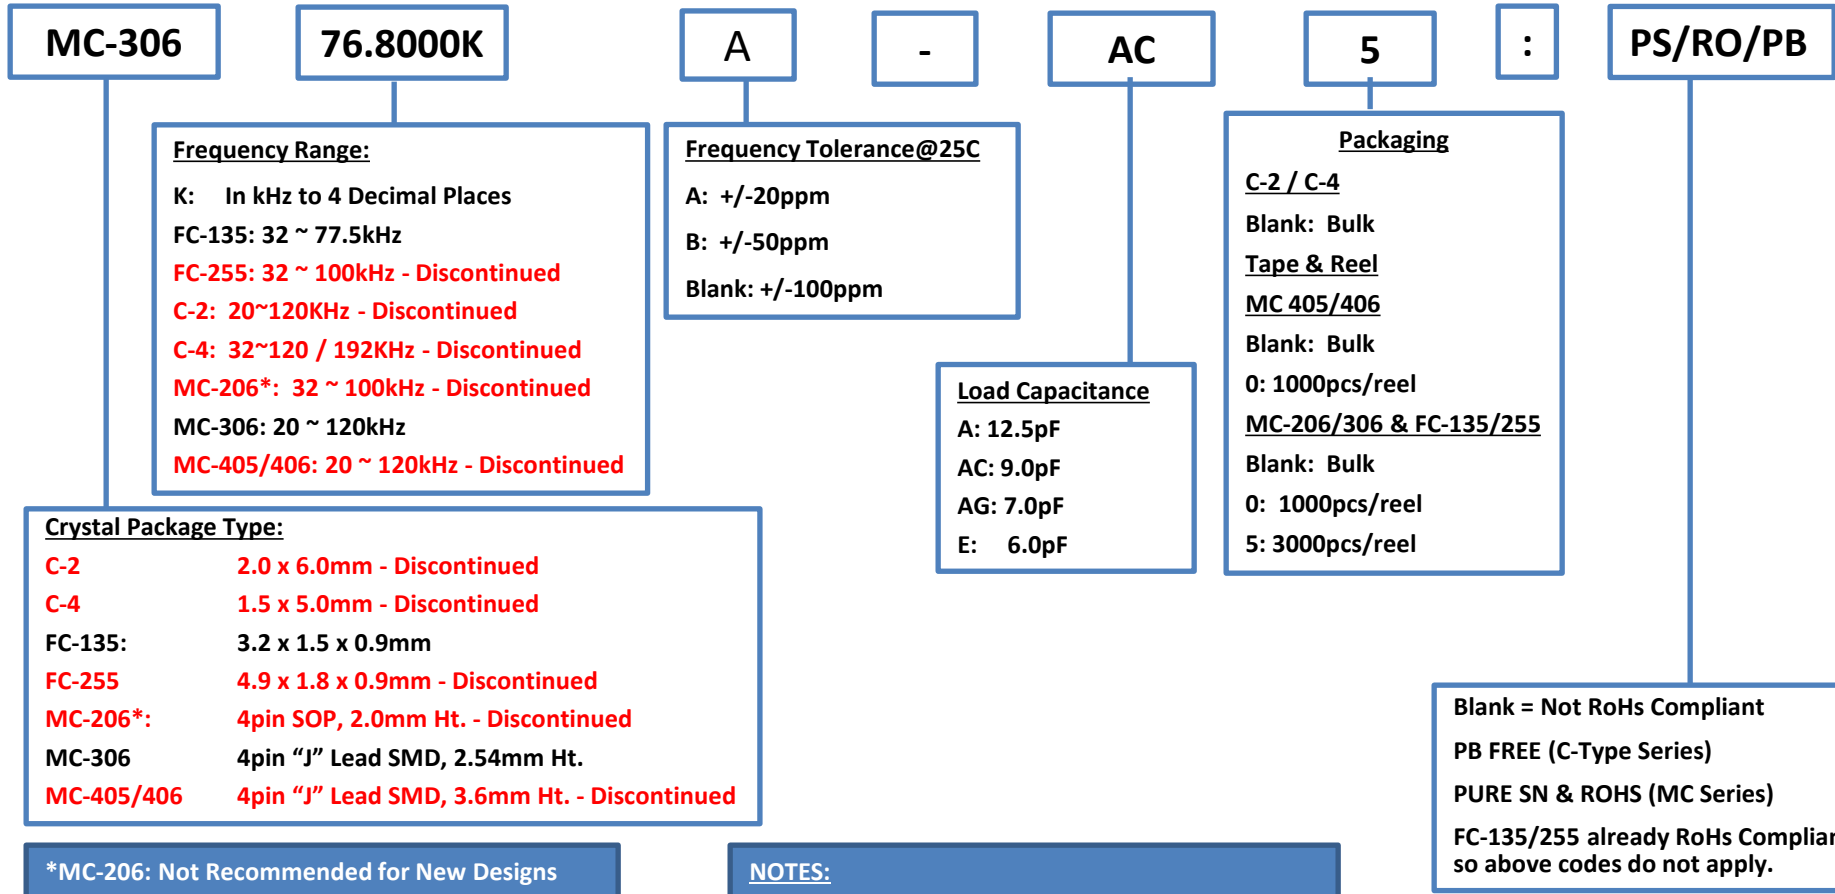 MC-306 76.8000K A - AC 5 : PS/RO/PB
Frequency Range:
K: In kHz to 4 Decimal Places
FC-135: 32 ~ 77.5kHz
FC-255: 32 ~ 100kHz - Discontinued
C-2: 20~120KHz - Discontinued
C-4: 32~120 / 192KHz - Discontinued
MC-206*: 32 ~ 100kHz - Discontinued
MC-306: 20 ~ 120kHz
MC-405/406: 20 ~ 120kHz - Discontinued
Frequency Tolerance@25C
A: +/-20ppm
B: +/-50ppm
Blank: +/-100ppm
Load Capacitance
A: 12.5pF
AC: 9.0pF
AG: 7.0pF
E: 6.0pF
Packaging
C-2 / C-4
Blank: Bulk
Tape & Reel
MC 405/406
Blank: Bulk
0: 1000pcs/reel
MC-206/306 & FC-135/255
Blank: Bulk
0: 1000pcs/reel
5: 3000pcs/reel
Crystal Package Type:
C-2 2.0 x 6.0mm - Discontinued
C-4 1.5 x 5.0mm - Discontinued
FC-135: 3.2 x 1.5 x 0.9mm
FC-255 4.9 x 1.8 x 0.9mm - Discontinued
MC-206*: 4pin SOP, 2.0mm Ht. - Discontinued
MC-306 4pin “J” Lead SMD, 2.54mm Ht.
MC-405/406 4pin “J” Lead SMD, 3.6mm Ht. - Discontinued
Blank = Not RoHs Compliant
PB FREE (C-Type Series)
PURE SN & ROHS (MC Series)
FC-135/255 already RoHs Complian
so above codes do not apply.
*MC-206: Not Recommended for New Designs
NOTES: